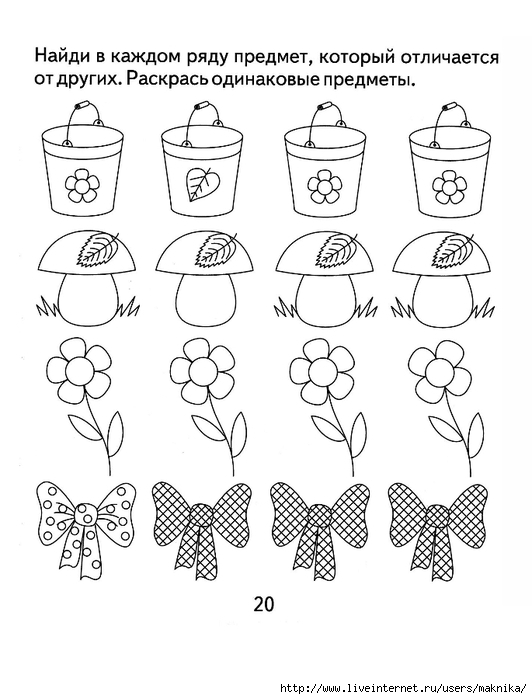 Найди в каждом ряду предмет, который отличается
от других. Раскрась одинаковые предметы.
20
http://www.liveinternet.ru/users/maknika/